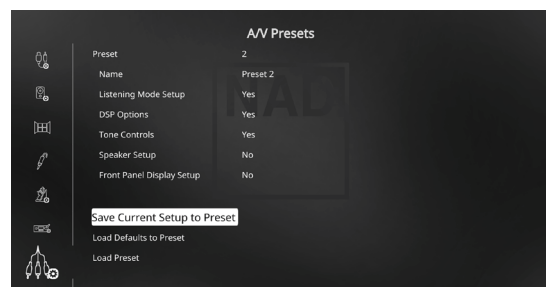 A/V Presets
Preset 2
Name Preset 2
Listening Mode Setup Yes
DSP Options Yes
Tone Controls Yes
Speaker Setup No
Front Panel Display Setup No
NAD
Save Current Setup to Preset
Load Defaults to Preset
Load Preset